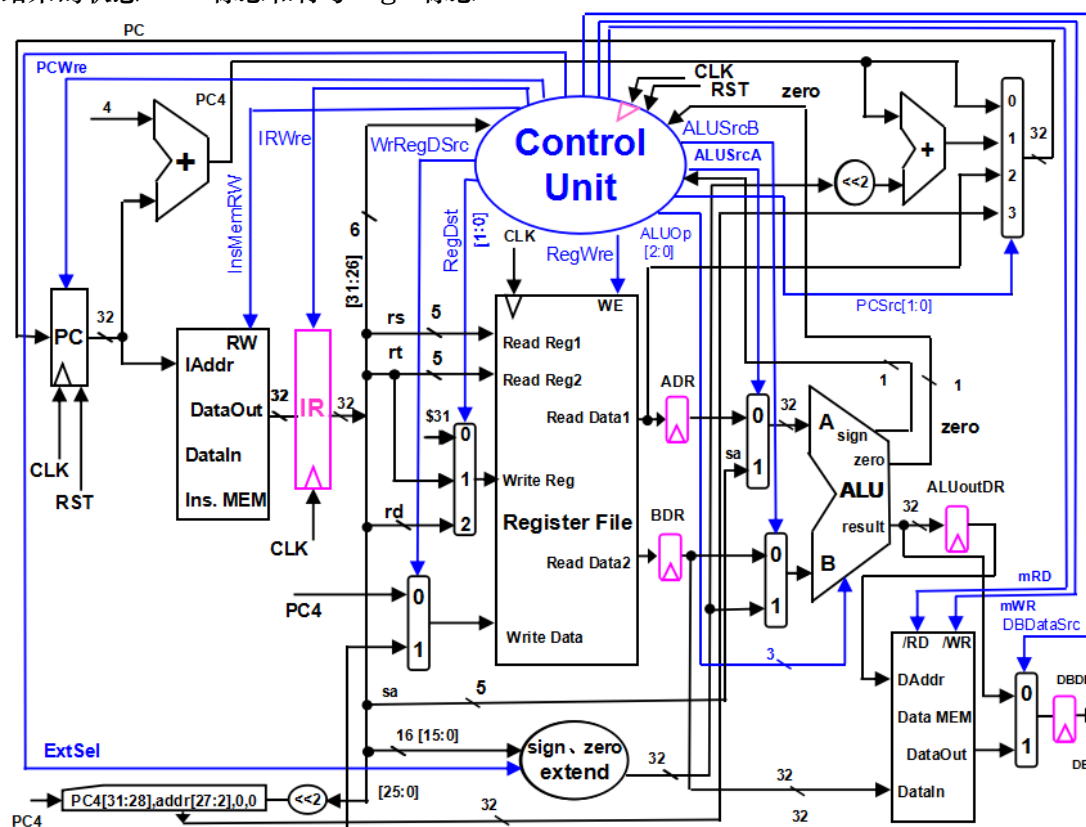 PC
PCWre
4
PC4
IRWre
InsMemRW
WrRegDSrc
Control
Unit
CLK
RST
zero
ALUSrcB
ALUSrcA
+
+
<<2
0
1
2
3
32
6
[31:26]
RegDst
[1:0]
CLK
RegWre
ALUOp
[2:0]
PCSrc[1:0]
PC
32
CLK
RST
RW
IAddr
DataOut
DataIn
Ins. MEM
32
IR
32
CLK
rs
5
rt
5
$31
0
1
2
rd
WE
Read Reg1
Read Reg2
Read Data1
Write Reg
Register File
Read Data2
Write Data
ADR
BDR
0
1
32
sa
0
1
A
sign
zero
ALU
result
B
1
1
zero
32
ALUoutDR
3
mRD
mWR
DBDataSrc
/RD
/WR
DAddr
Data MEM
DataOut
DataIn
0
1
PC4
0
1
sa
5
ExtSel
16 [15:0]
sign、zero
extend
32
32
32
[25:0]
<<2
PC4[31:28],addr[27:2],0,0
PC4
32